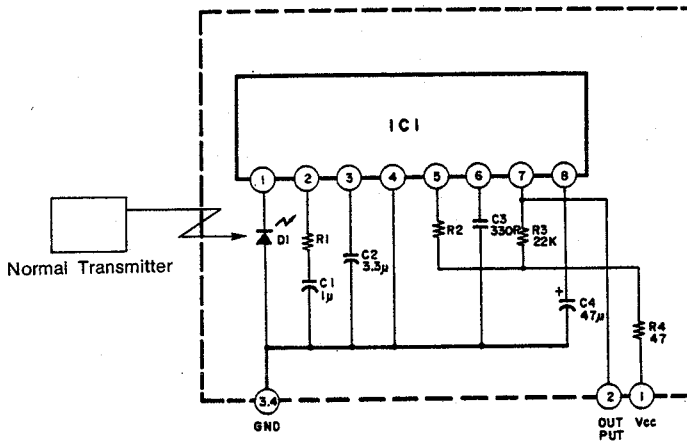 IC1
1 2 3 4 5 6 7 8
D1
R1
C1
1μ
C2
3.3μ
R2
C3
330P
R3
22K
+
C4
47μ
R4
47
Normal Transmitter
3.4
GND
2
OUT
PUT
1
Vcc